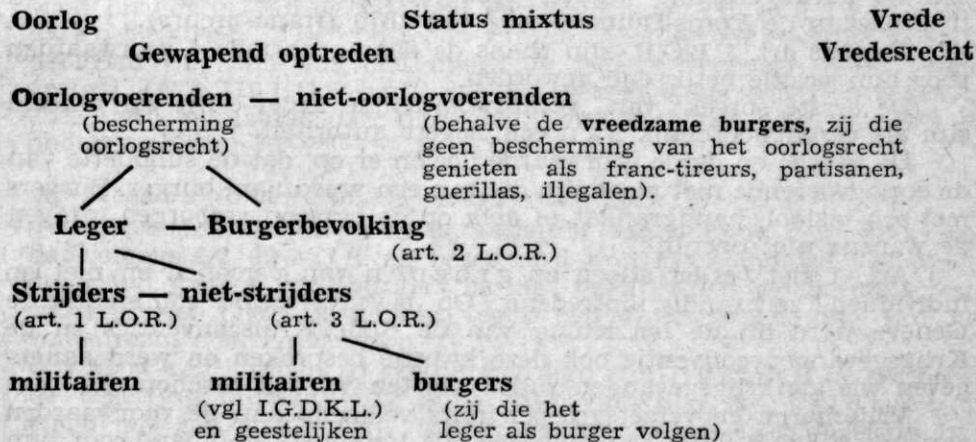 Oorlog Status mixtus Vrede
Gewapend optreden Vredesrecht
Oorlogvoerenden — niet-oorlogvoerenden
(bescherming (behalve de vreedzame burgers, zij die
oorlogsrecht) geen bescherming van het oorlogsrecht
genieten als franc-tireurs, partisanen,
guerillas, illegalen).
Leger — Burgerbevolking
(art. 2 L.O.R.)
Strijders — niet-strijders
(art. 1 L.O.R.) (art. 3 L.O.R.)
militairen militairen burgers
(vgl I.G.D.K.L.) (zij die het
en geestelijken leger als burger volgen)